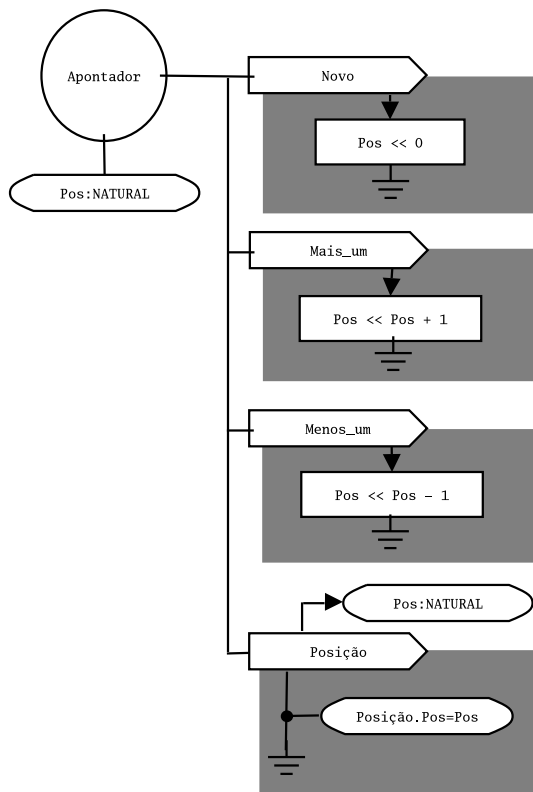 Apontador
Pos:NATURAL
Novo
Pos << 0
Mais_um
Pos << Pos + 1
Menos_um
Pos << Pos - 1
Pos:NATURAL
Posição
Posição.Pos=Pos